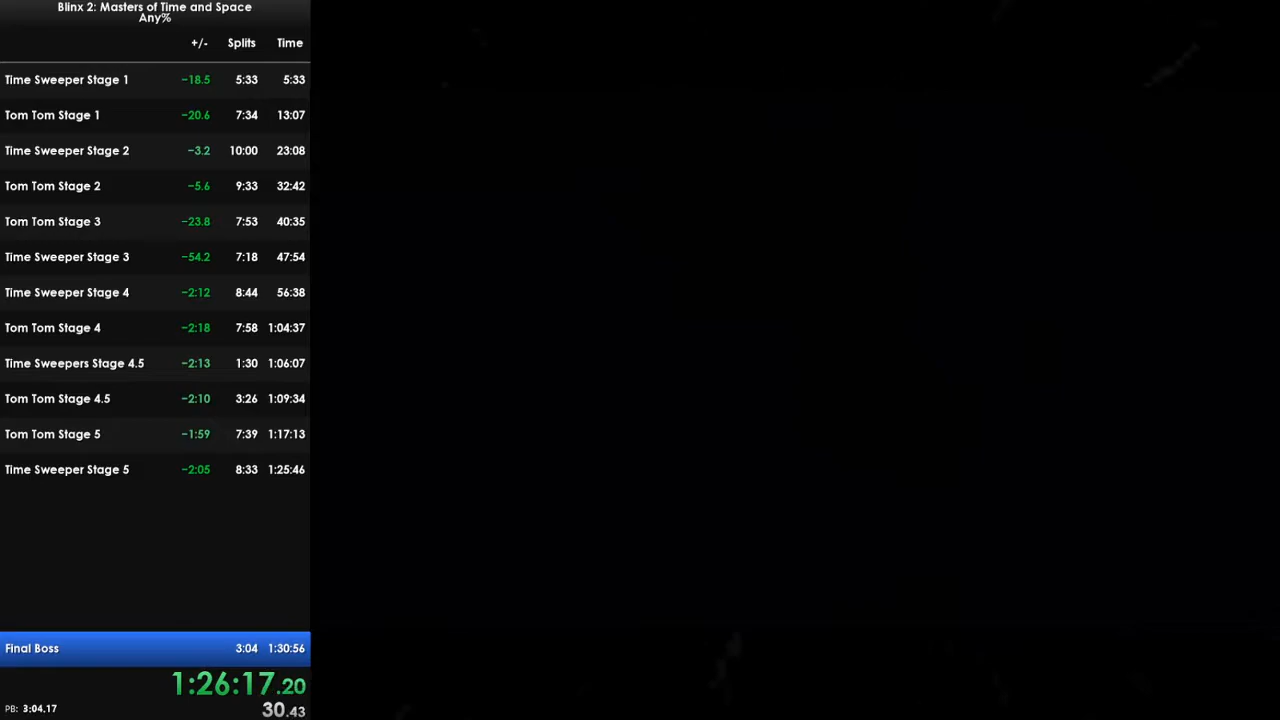 Blinx 2: Masters of Time and Space
Any%
+/- Splits Time
Time Sweeper Stage 1 −18.5 5:33 5:33
Tom Tom Stage 1 −20.6 7:34 13:07
Time Sweeper Stage 2 −3.2 10:00 23:08
Tom Tom Stage 2 −5.6 9:33 32:42
Tom Tom Stage 3 −23.8 7:53 40:35
Time Sweeper Stage 3 −54.2 7:18 47:54
Time Sweeper Stage 4 −2:12 8:44 56:38
Tom Tom Stage 4 −2:18 7:58 1:04:37
Time Sweepers Stage 4.5 −2:13 1:30 1:06:07
Tom Tom Stage 4.5 −2:10 3:26 1:09:34
Tom Tom Stage 5 −1:59 7:39 1:17:13
Time Sweeper Stage 5 −2:05 8:33 1:25:46
Final Boss 3:04 1:30:56
1:26:17.20
PB: 3:04.17 30.43